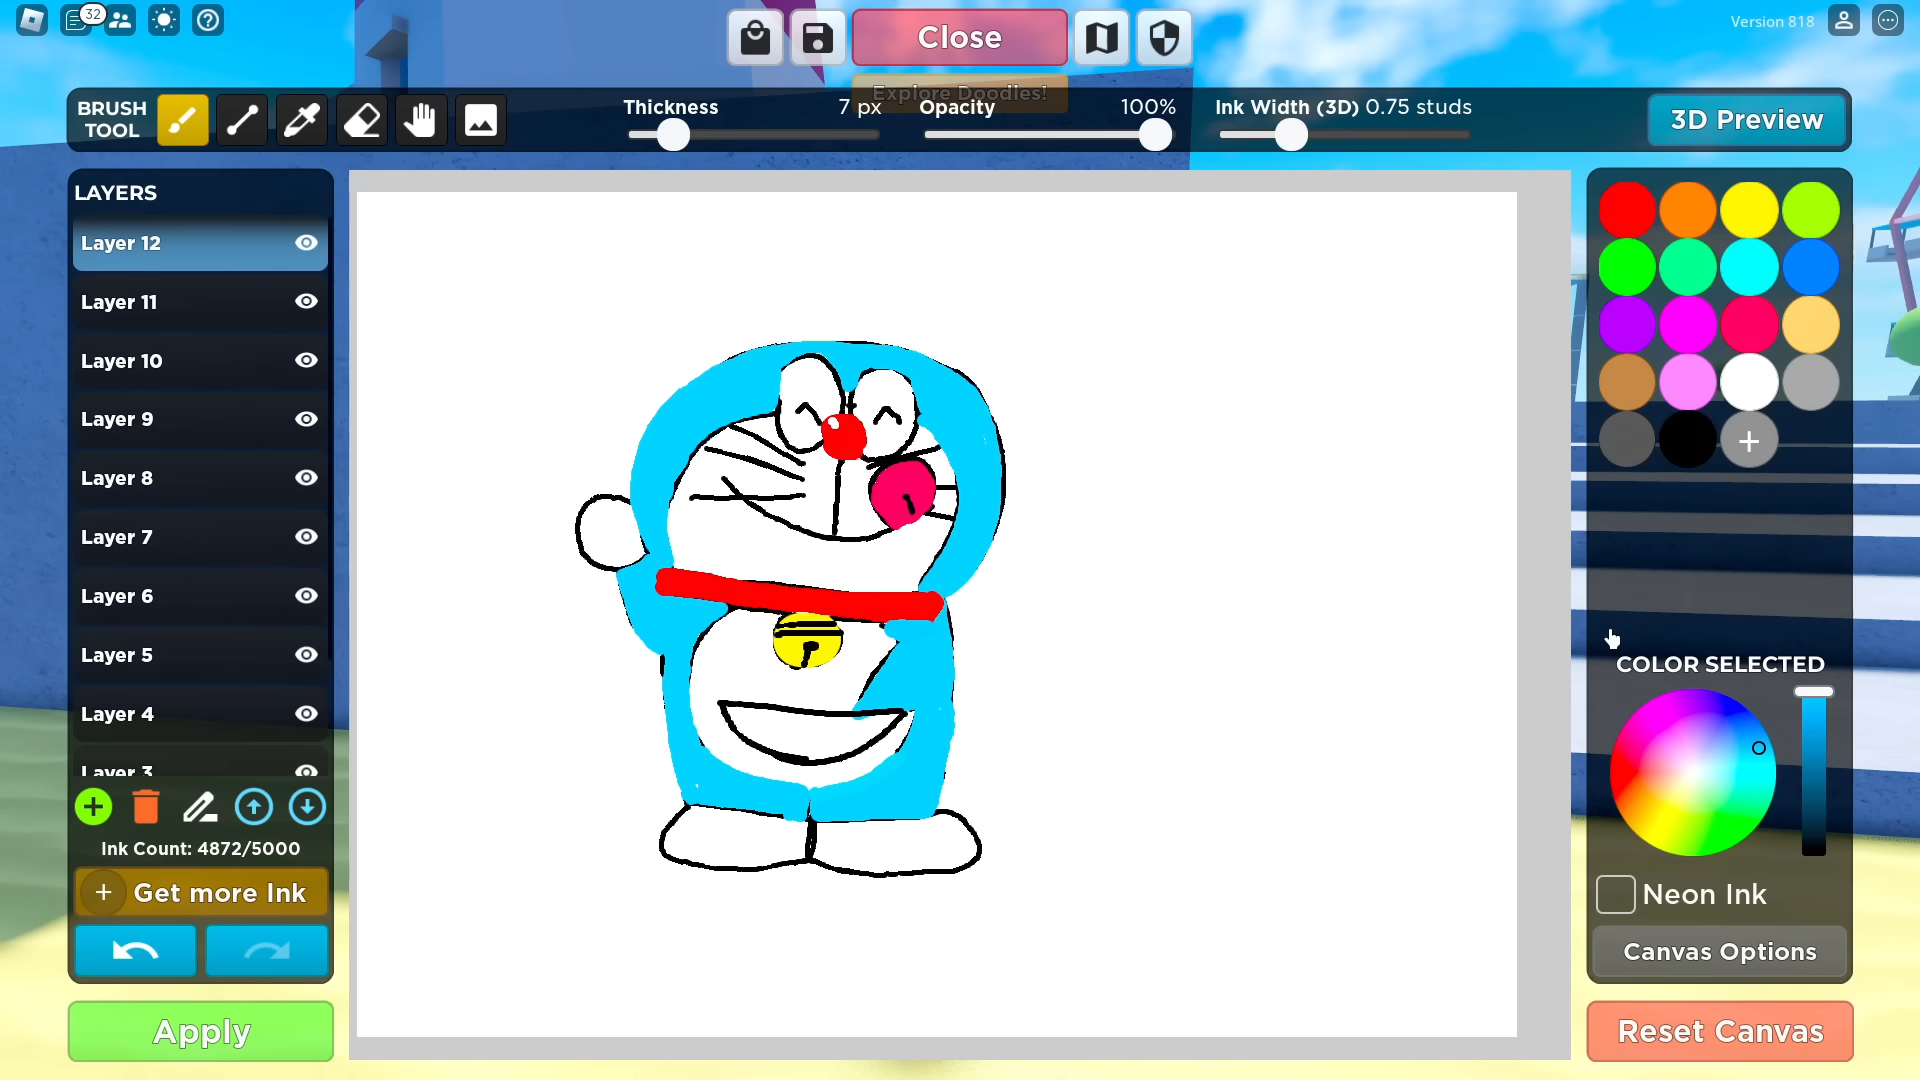 32
Close
Version 818
Explore Doodles!
BRUSH
TOOL
Thickness 7 px
Opacity 100%
Ink Width (3D) 0.75 studs
3D Preview
LAYERS
Layer 12
Layer 11
Layer 10
Layer 9
Layer 8
Layer 7
Layer 6
Layer 5
Layer 4
Layer 3
Ink Count: 4872/5000
+ Get more Ink
Apply
COLOR SELECTED
Neon Ink
Canvas Options
Reset Canvas